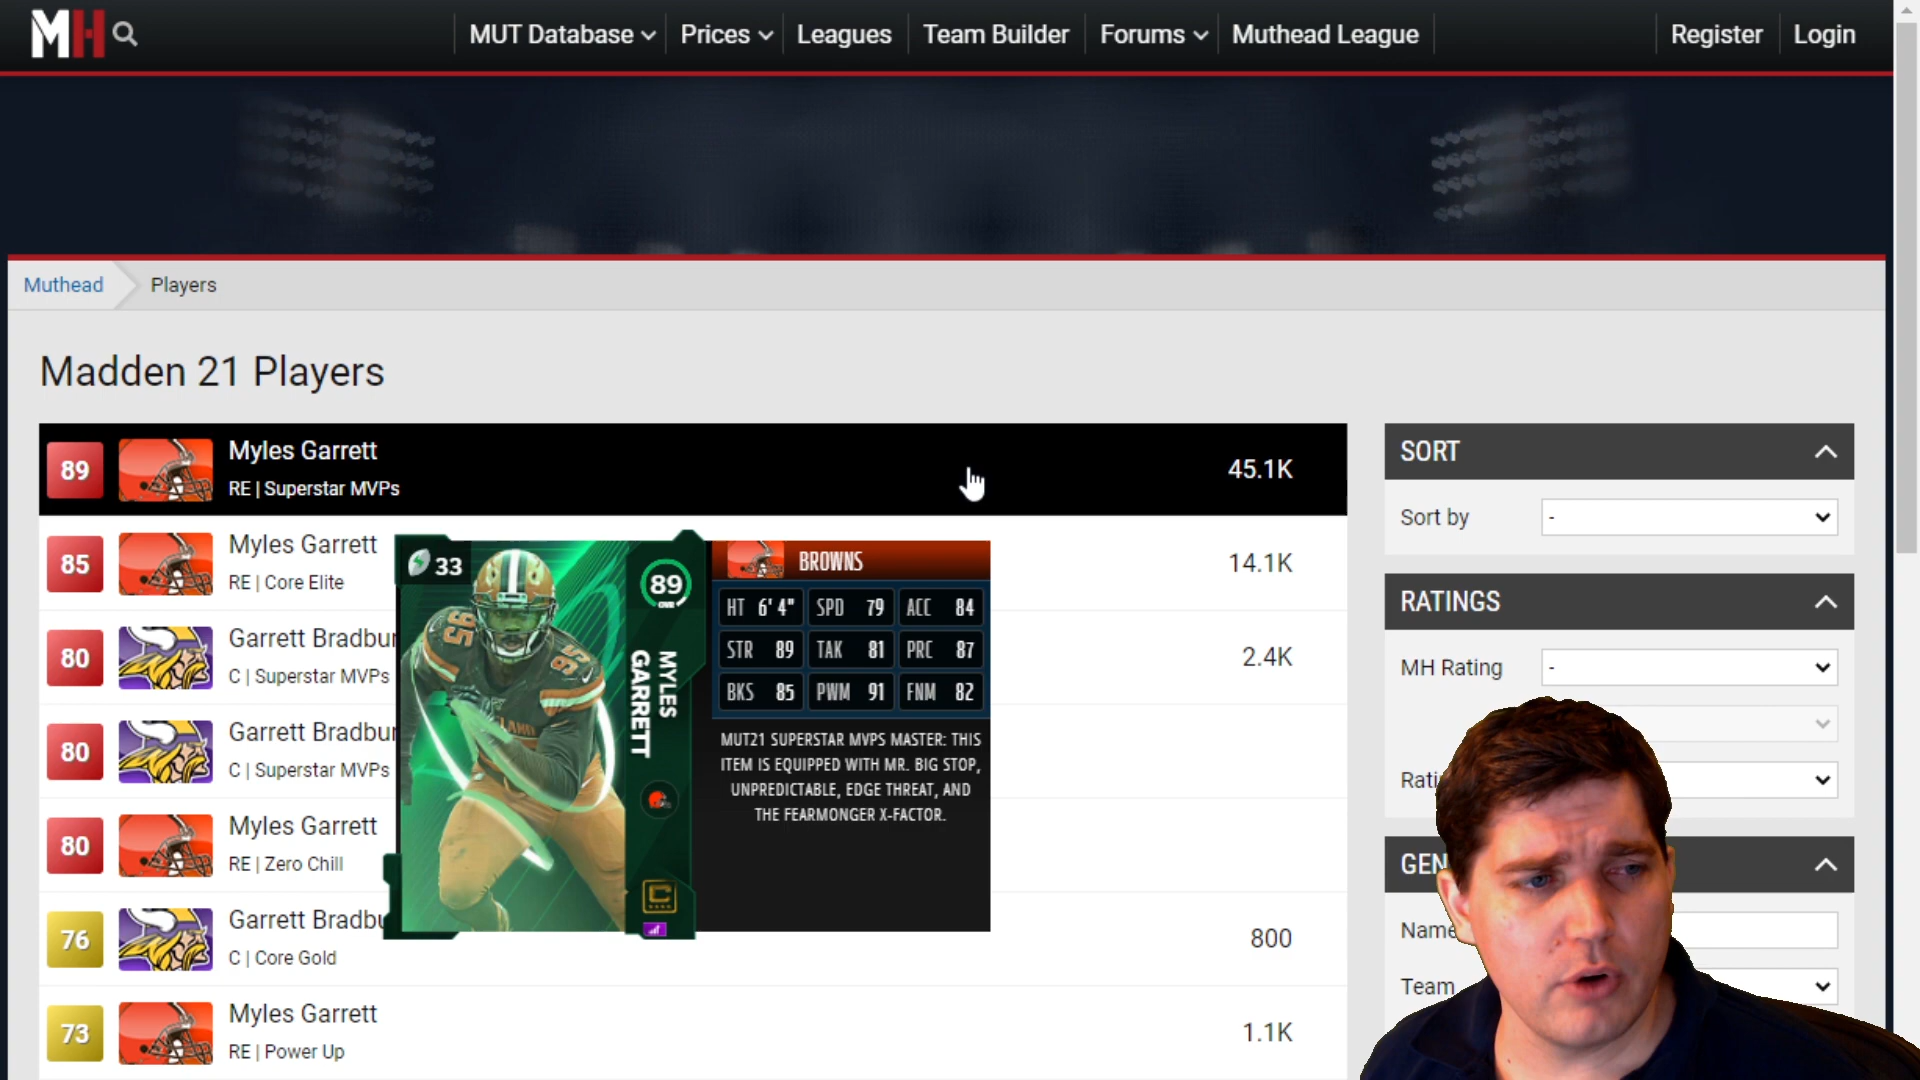 MH
MUT Database
Prices
Leagues
Team Builder
Forums
Muthead League
Register
Login
Muthead
Players
Madden 21 Players
89
Myles Garrett
RE | Superstar MVPs
45.1K
85
Myles Garrett
RE | Core Elite
14.1K
80
Garrett Bradbur
C | Superstar MVPs
2.4K
80
Garrett Bradbur
C | Superstar MVPs
80
Myles Garrett
RE | Zero Chill
76
Garrett Bradbu
C | Core Gold
800
73
Myles Garrett
RE | Power Up
1.1K
33
89
OVR
MYLES
GARRETT
95
95
BROWNS
HT 6' 4" SPD 79 ACC 84
STR 89 TAK 81 PRC 87
BKS 85 PWM 91 FNM 82
MUT21 SUPERSTAR MVPS MASTER: THIS
ITEM IS EQUIPPED WITH MR. BIG STOP,
UNPREDICTABLE, EDGE THREAT, AND
THE FEARMONGER X-FACTOR.
SORT
Sort by
-
RATINGS
MH Rating
-
Rati
GEN
Name
Team